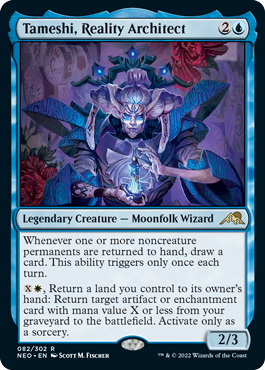 Tameshi, Reality Architect 2
Legendary Creature — Moonfolk Wizard
Whenever one or more noncreature
permanents are returned to hand, draw a
card. This ability triggers only once each
turn.
X, Return a land you control to its owner's
hand: Return target artifact or enchantment
card with mana value X or less from your
graveyard to the battlefield. Activate only as
a sorcery.
2/3
082/302 R
NEO • EN SCOTT M. FISCHER
™ & © 2022 Wizards of the Coast